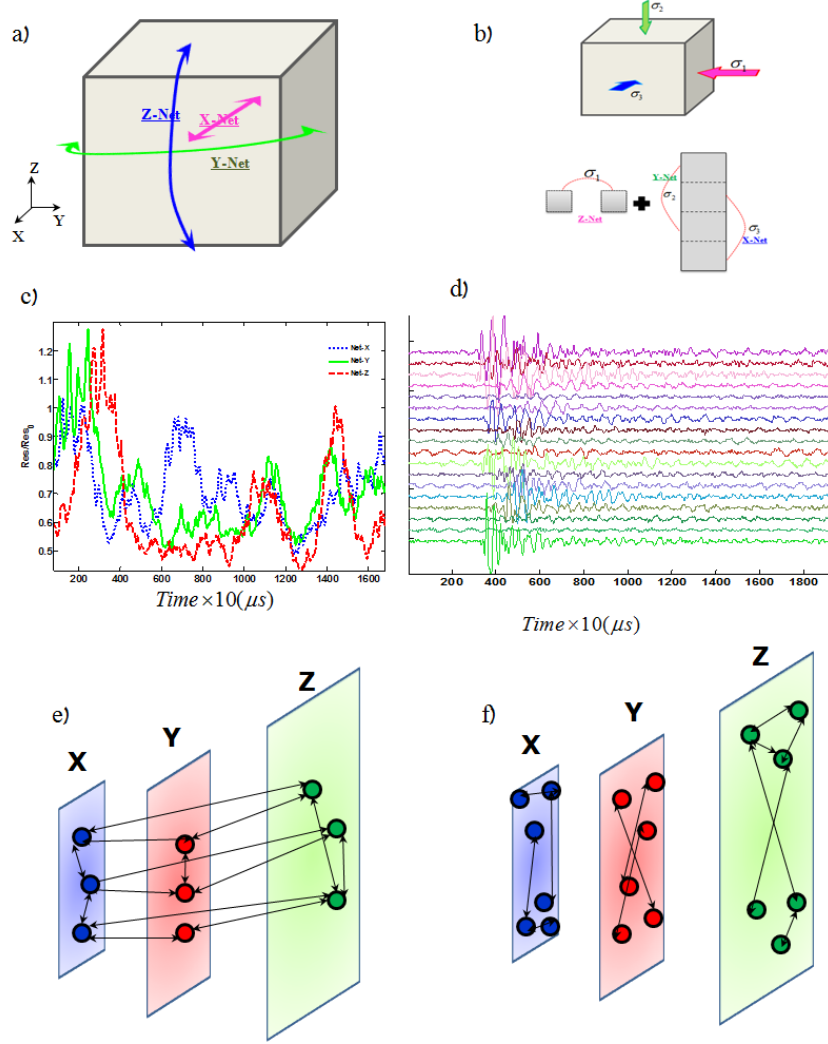 a)
Z-Net
X-Net
Y-Net
Z
Y
X
b)
σ2
σ1
σ3
σ1
Z-Net
Y-Net
σ2
σ3
X-Net
c)
Net-X
Net-Y
Net-Z
Res/Res0
1.2
1.1
1
0.9
0.8
0.7
0.6
0.5
200 400 600 800 1000 1200 1400 1600
Time×10(μs)
d)
200 400 600 800 1000 1200 1400 1600 1800
Time×10(μs)
e)
X
Y
Z
f)
X
Y
Z